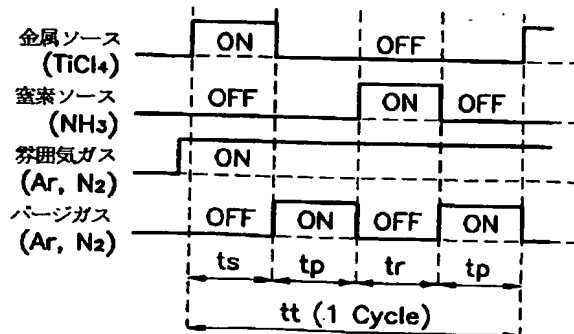 金属ソース ON OFF
(TiCl4)
窒素ソース OFF ON OFF
(NH3)
雰囲気ガス ON
(Ar, N2)
パージガス OFF ON OFF ON
(Ar, N2)
ts tp tr tp
tt (1 Cycle)